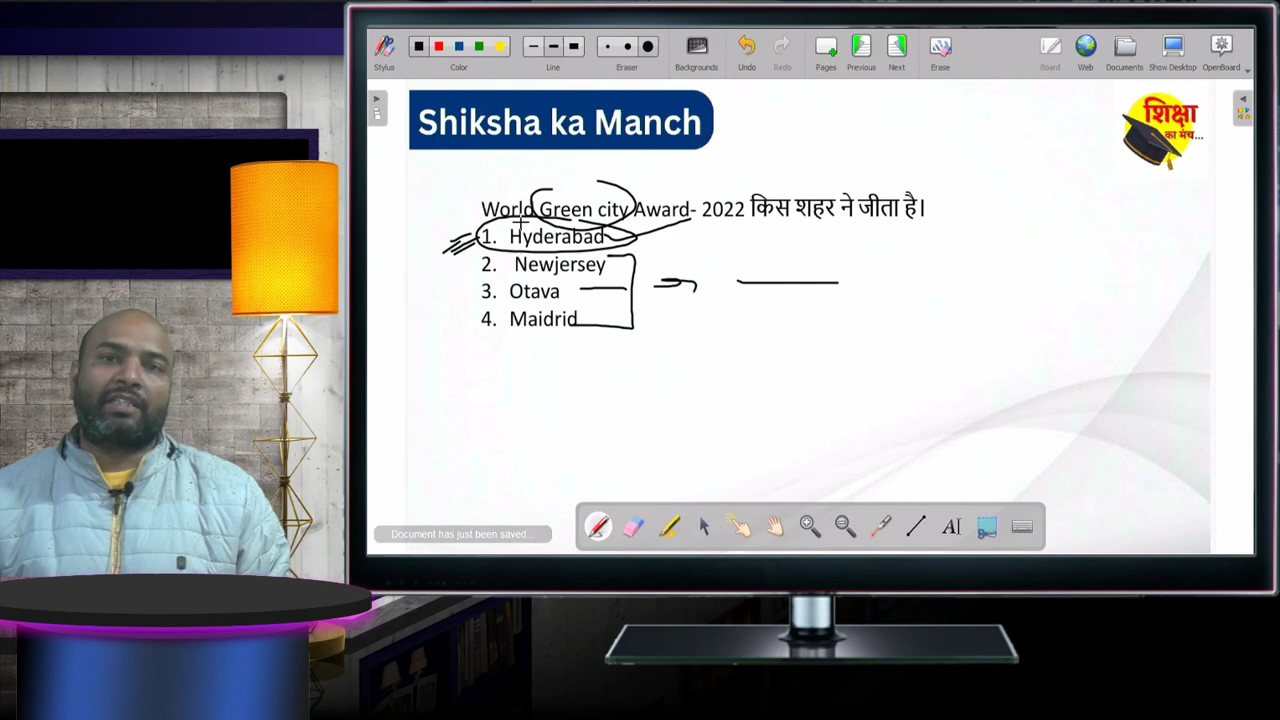 Stylus
Color
Line
Eraser
Backgrounds
Undo
Redo
Pages
Previous
Next
Erase
Board
Web
Documents
Show Desktop
OpenBoard
Shiksha ka Manch
शिक्षा
का मंच...
World Green city Award- 2022 किस शहर ने जीता है।
1. Hyderabad
2. Newjersey
3. Otava
4. Maidrid
Document has just been saved...
AI